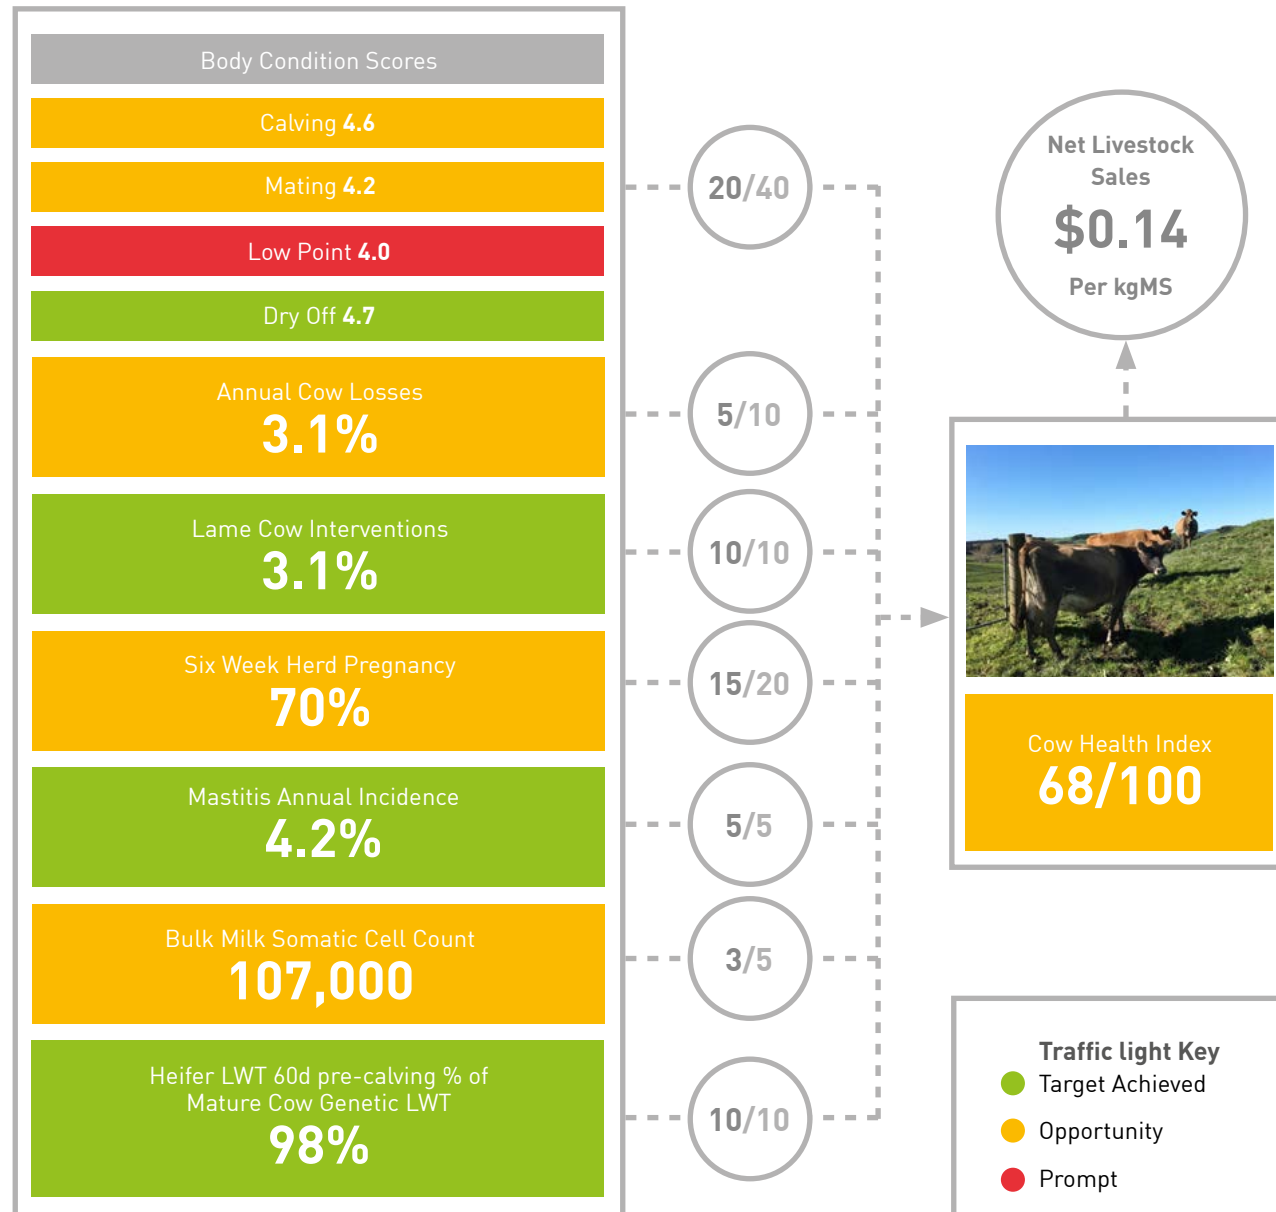 Body Condition Scores
Calving 4.6
Mating 4.2
Low Point 4.0
Dry Off 4.7
20/40
Annual Cow Losses
3.1%
5/10
Lame Cow Interventions
3.1%
10/10
Six Week Herd Pregnancy
70%
15/20
Mastitis Annual Incidence
4.2%
5/5
Bulk Milk Somatic Cell Count
107,000
3/5
Heifer LWT 60d pre-calving % of
Mature Cow Genetic LWT
98%
10/10
Net Livestock
Sales
$0.14
Per kgMS
Cow Health Index
68/100
Traffic light Key
Target Achieved
Opportunity
Prompt